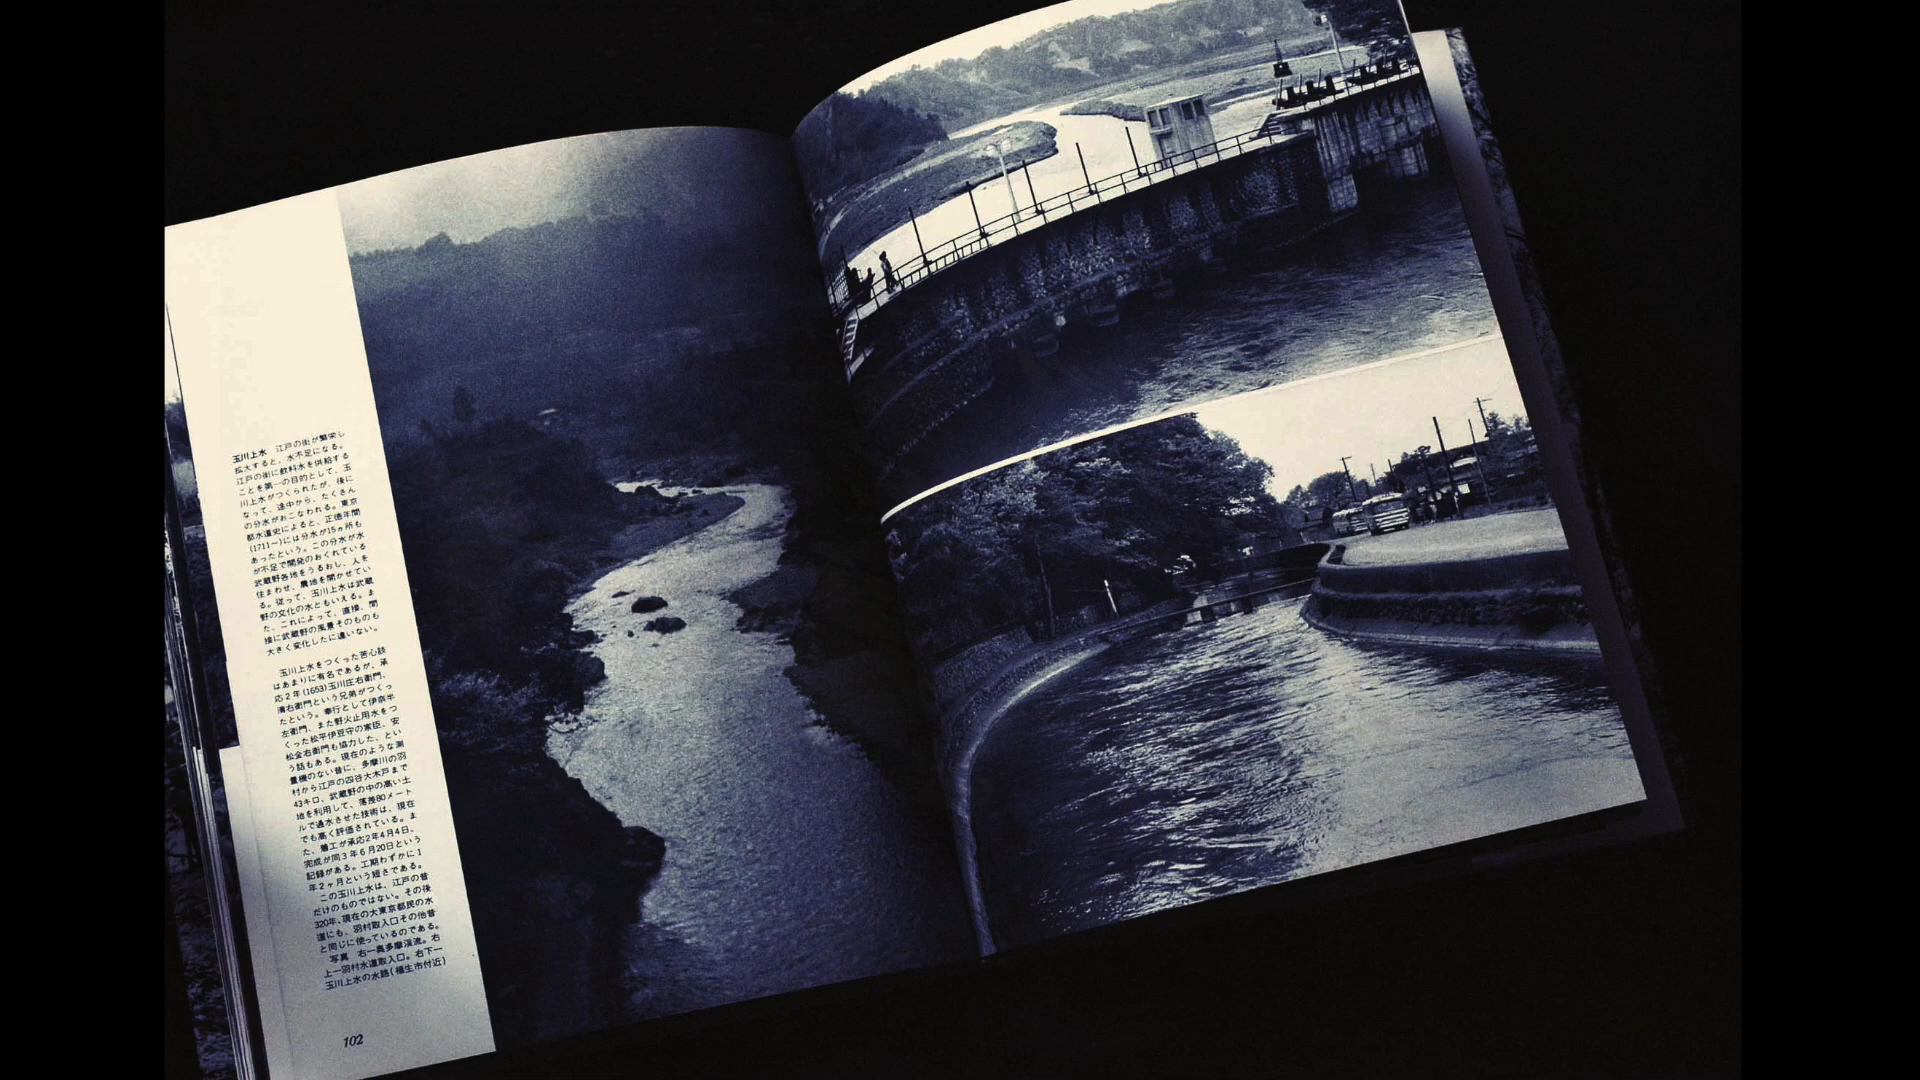 玉川上水　江戸の街が繁栄し
拡大すると、水不足になる。
江戸の街に飲料水を供給する
ことを第一の目的として、玉
川上水がつくられたが、後に
なって、途中から、たくさん
の分水がおこなわれる。東京
都水道史によると、正徳年間
(1711〜)には分水が15ヵ所も
あったという。この分水が水
が不足で開発のおくれている
武蔵野各地をうるおし、人を
住まわせ、農地を開かせてい
る。従って、玉川上水は武蔵
野の文化の水ともいえる。ま
た、これによって、直接、間
接に武蔵野の風景そのものも
大きく変化したに違いない。
玉川上水をつくった苦心談
はあまりに有名であるが、承
応2年(1653)玉川庄右衛門、
清右衛門という兄弟がつくっ
たという。奉行として伊奈半
左衛門、また野火止用水をつ
くった松平伊豆守の家臣、安
松金右衛門も協力した、とい
う話もある。現在のような測
量機のない昔に、多摩川の羽
村から江戸の四谷大木戸まで
43キロ、武蔵野の中の高い土
地を利用して、落差80メート
ルで通水させた技術は、現在
でも高く評価されている。ま
た、着工が承応2年4月4日、
完成が同3年6月20日という
記録がある。工期わずかに1
年2ヶ月という短さである。
この玉川上水は、江戸の昔
だけのものではない。その後
320年、現在の大東京都民の水
道にも、羽村取入口その他昔
と同じに使っているのである。
写真　右一奥多摩渓流。右
上一羽村水道取入口。右下一
玉川上水の水路(福生市付近)
102